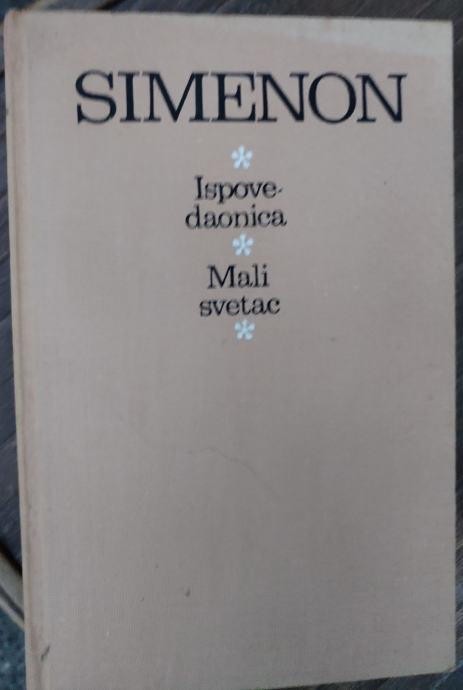 SIMENON
Ispove-
daonica
Mali
svetac